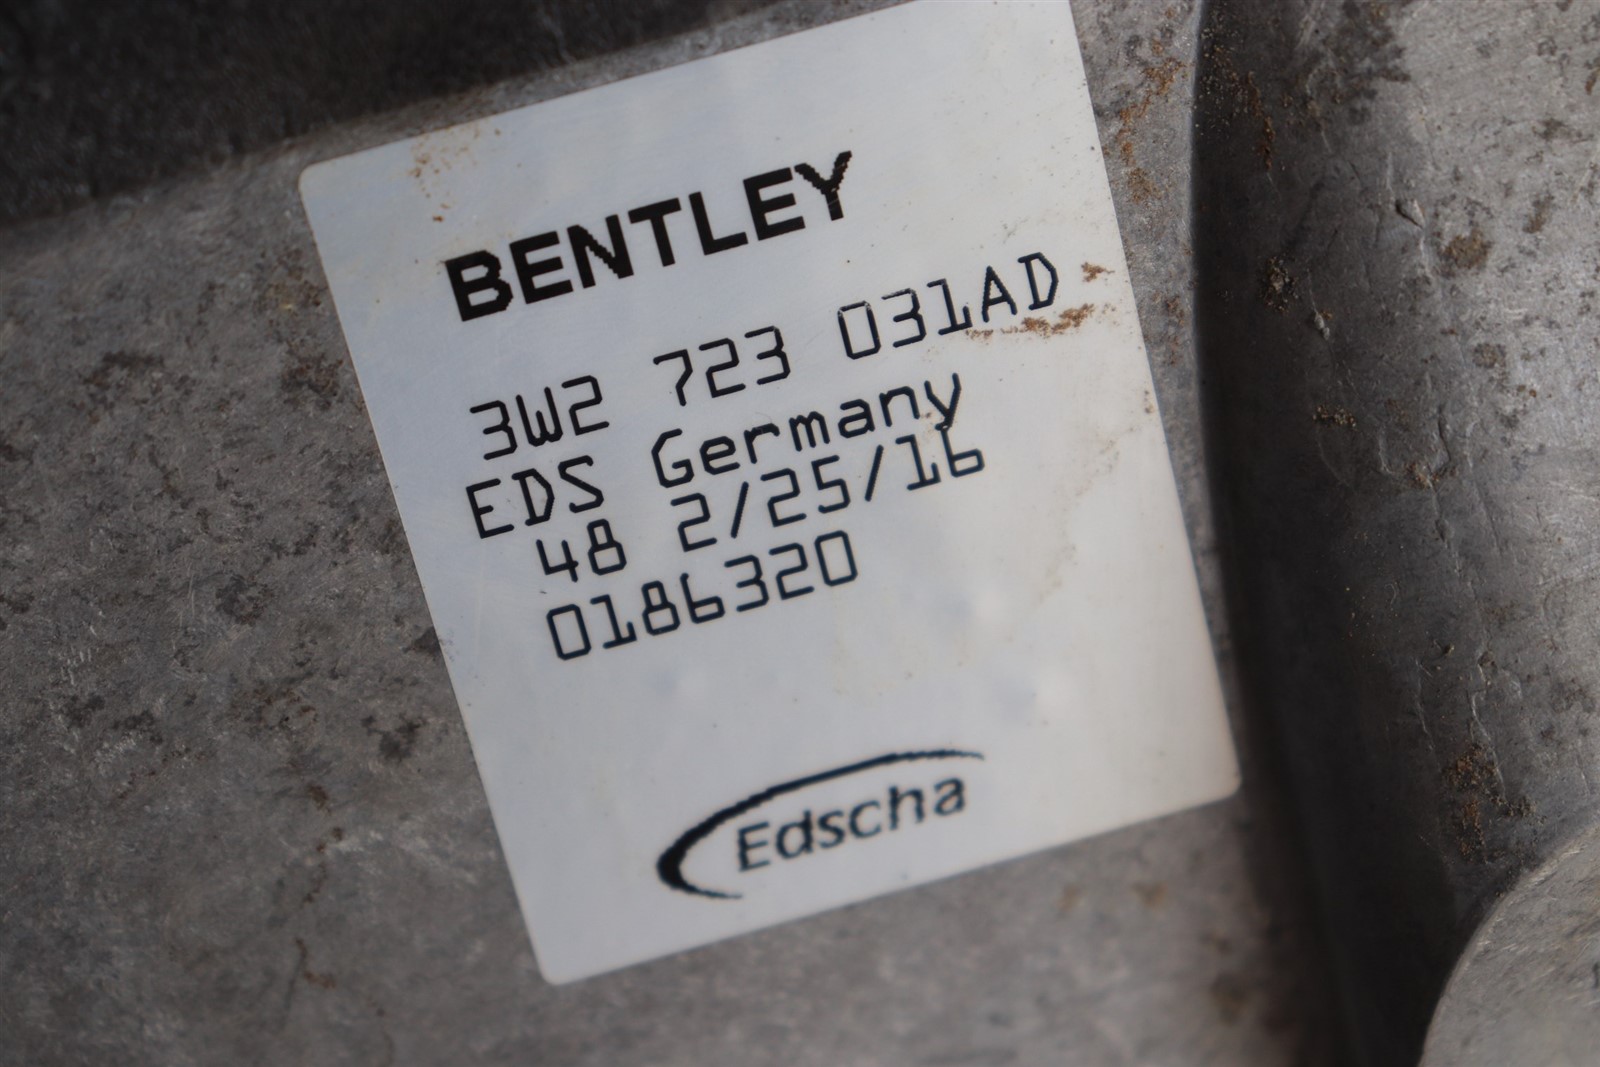 BENTLEY
3W2 723 031AD
EDS Germany
48 2/25/16
0186320
Edscha